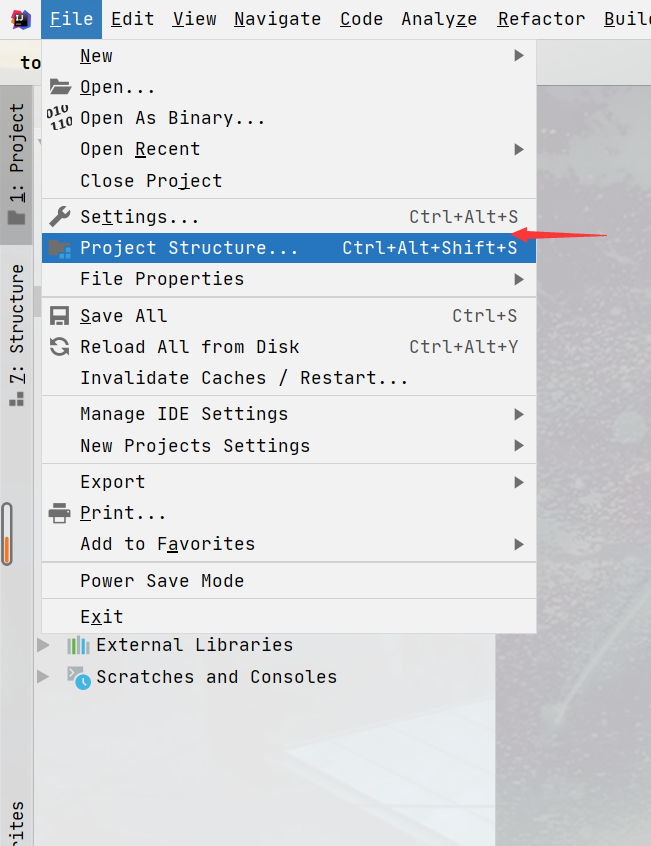 File Edit View Navigate Code Analyze Refactor Buil
to
New
Open...
Open As Binary...
Open Recent
Close Project
Settings... Ctrl+Alt+S
Project Structure... Ctrl+Alt+Shift+S
File Properties
Save All Ctrl+S
Reload All from Disk Ctrl+Alt+Y
Invalidate Caches / Restart...
Manage IDE Settings
New Projects Settings
Export
Print...
Add to Favorites
Power Save Mode
Exit
External Libraries
Scratches and Consoles
1: Project
7: Structure
rites